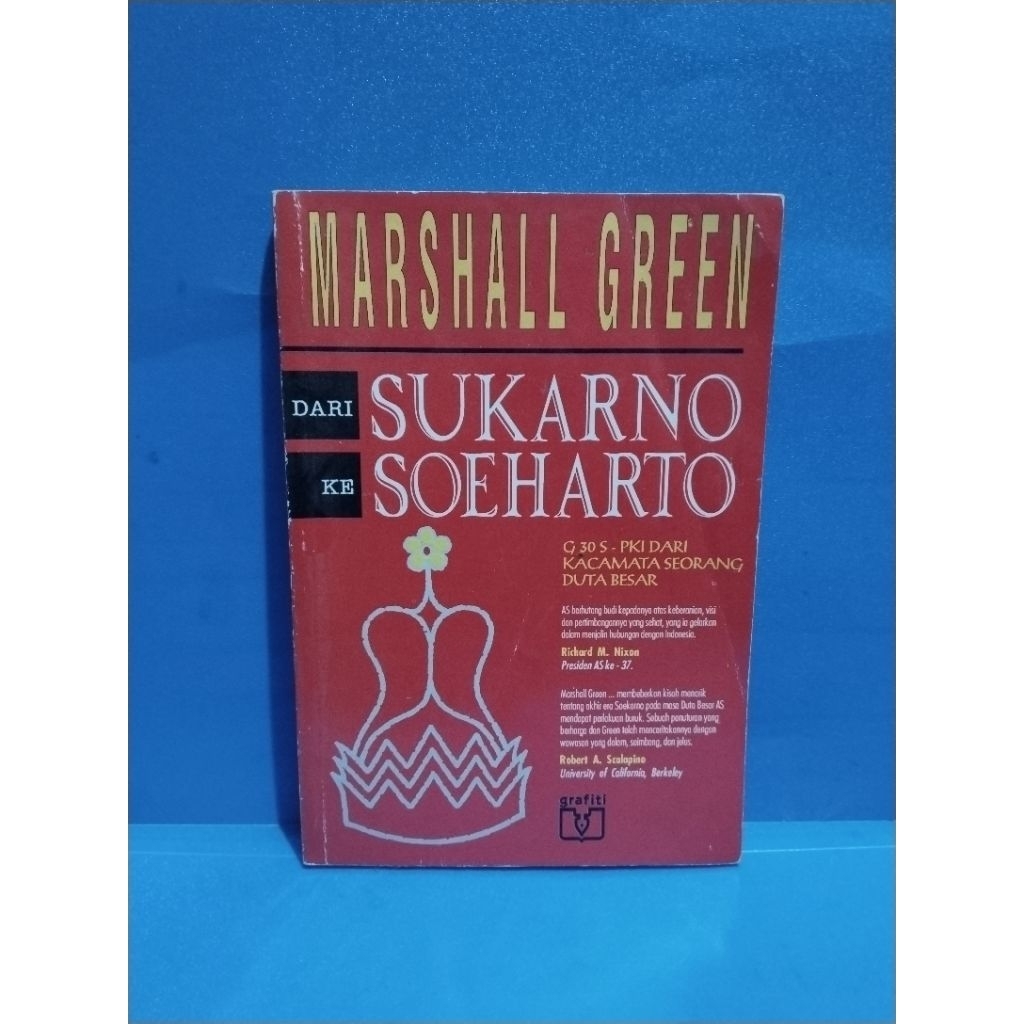 MARSHALL GREEN
DARI SUKARNO
KE SOEHARTO
G 30 S - PKI DARI
KACAMATA SEORANG
DUTA BESAR
AS berhutang budi kepadanya atas keberanian, visi
dan pertimbangannya yang sehat, yang ia gelarkan
dalam menjalin hubungan dengan Indonesia.
Richard M. Nixon
Presiden AS ke - 37.
Marshall Green ... membeberkan kisah menarik
tentang akhir era Soekarno pada masa Duta Besar AS
mendapat perlakuan buruk. Sebuah penuturan yang
berharga dan Green telah menceritakannya dengan
wawasan yang dalam, seimbang, dan jelas.
Robert A. Scalapino
University of California, Berkeley
grafiti